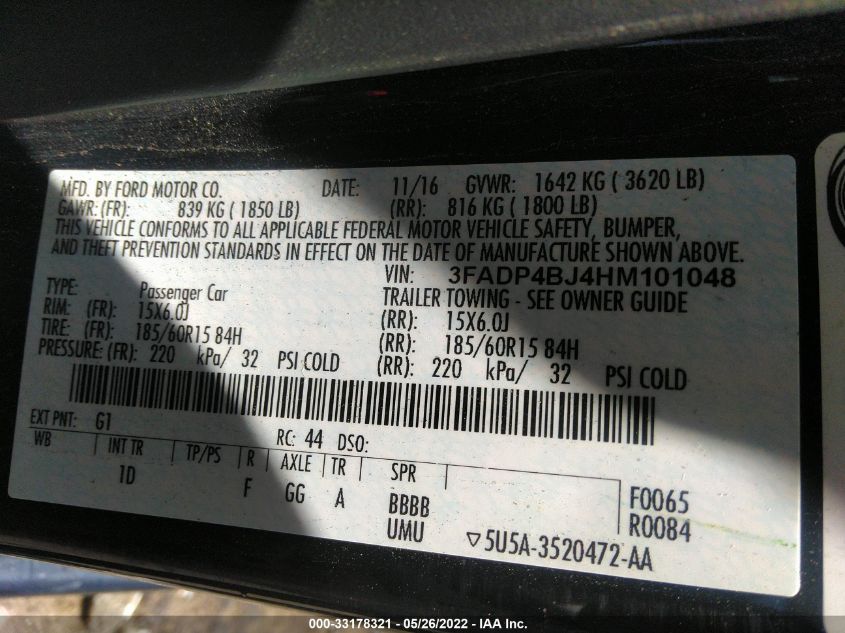 MFD. BY FORD MOTOR CO. DATE: 11/16 GVWR: 1642 KG ( 3620 LB)
GAWR: (FR): 839 KG ( 1850 LB) (RR): 816 KG ( 1800 LB)
THIS VEHICLE CONFORMS TO ALL APPLICABLE FEDERAL MOTOR VEHICLE SAFETY, BUMPER,
AND THEFT PREVENTION STANDARDS IN EFFECT ON THE DATE OF MANUFACTURE SHOWN ABOVE.
VIN: 3FADP4BJ4HM101048
TYPE: Passenger Car TRAILER TOWING - SEE OWNER GUIDE
RIM: (FR): 15X6.0J (RR): 15X6.0J
TIRE: (FR): 185/60R15 84H (RR): 185/60R15 84H
PRESSURE: (FR): 220 kPa/ 32 PSI COLD (RR): 220 kPa/ 32 PSI COLD
EXT PNT: G1 RC: 44 DSO:
WB INT TR TP/PS R AXLE TR SPR
1D F GG A BBBB F0065
UMU R0084
5U5A-3520472-AA
000-33178321 - 05/26/2022 - IAA Inc.